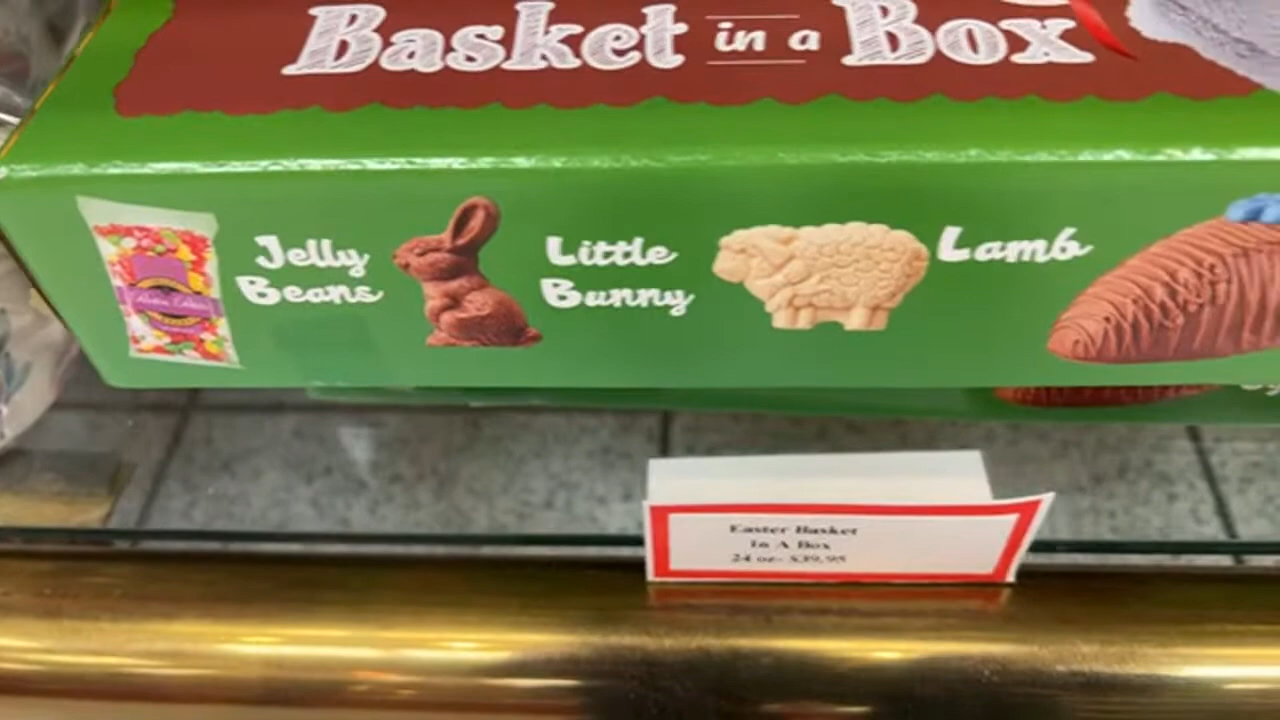 Basket in a Box
Jelly
Beans
Little
Bunny
Lamb
Easter Basket
In A Box
24 oz- $39.95